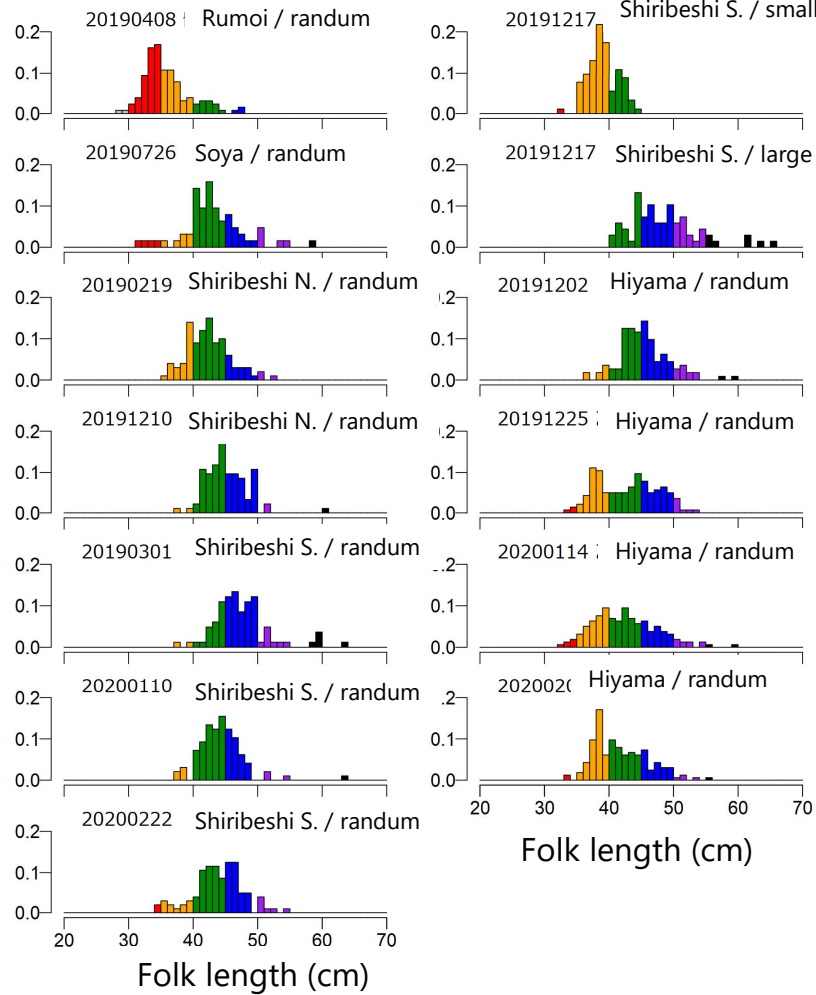 20190408 Rumoi / randum
0.2
0.1
0.0
20190726 Soya / randum
0.2
0.1
0.0
20190219 Shiribeshi N. / randum
0.2
0.1
0.0
20191210 Shiribeshi N. / randum
0.2
0.1
0.0
20190301 Shiribeshi S. / randum
0.2
0.1
0.0
20200110 Shiribeshi S. / randum
0.2
0.1
0.0
20200222 Shiribeshi S. / randum
0.2
0.1
0.0
20 30 40 50 60 70
Folk length (cm)
20191217 Shiribeshi S. / small
0.2
0.1
0.0
20191217 Shiribeshi S. / large
0.2
0.1
0.0
20191202 Hiyama / randum
0.2
0.1
0.0
20191225 Hiyama / randum
.2
0.1
0.0
20200114 Hiyama / randum
.2
0.1
0.0
Hiyama / randum
.2
0.1
0.0
20 30 40 50 60 70
Folk length (cm)